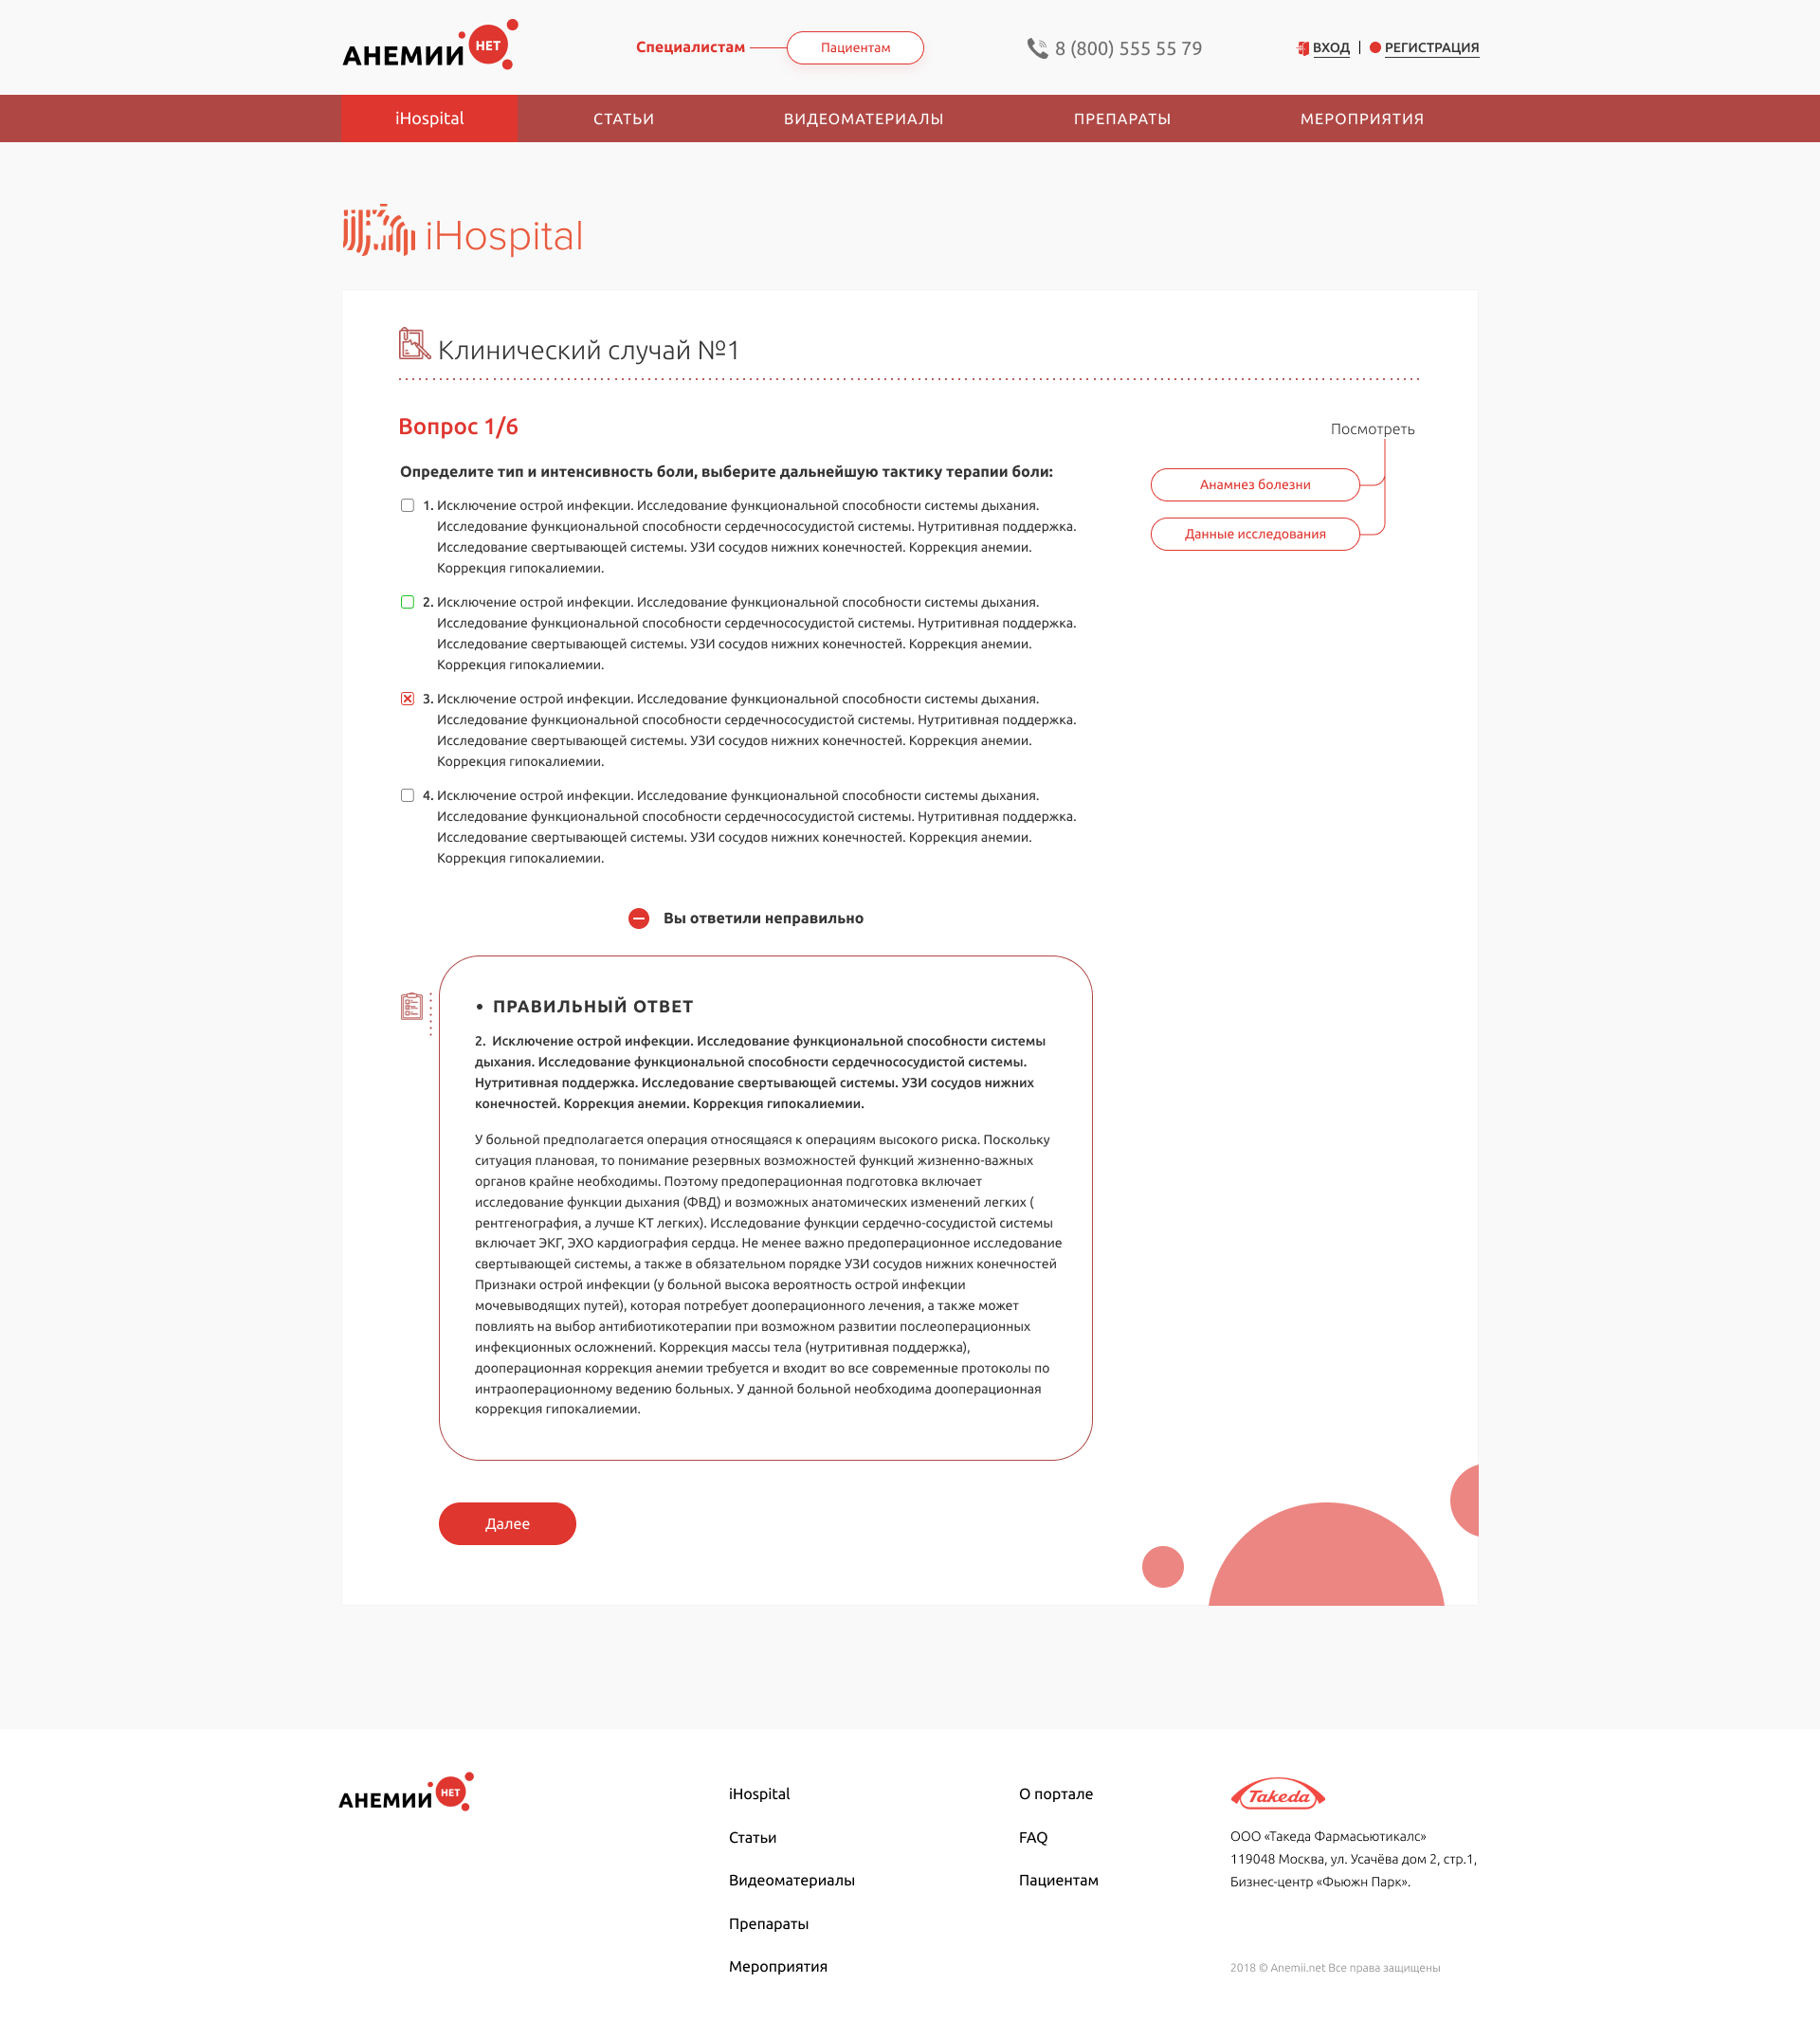 АНЕМИИ НЕТ
Специалистам
Пациентам
8 (800) 555 55 79
ВХОД | РЕГИСТРАЦИЯ
iHospital
СТАТЬИ
ВИДЕОМАТЕРИАЛЫ
ПРЕПАРАТЫ
МЕРОПРИЯТИЯ
iHospital
Клинический случай №1
Вопрос 1/6
Посмотреть
Определите тип и интенсивность боли, выберите дальнейшую тактику терапии боли:
Анамнез болезни
Данные исследования
1. Исключение острой инфекции. Исследование функциональной способности системы дыхания.
Исследование функциональной способности сердечнососудистой системы. Нутритивная поддержка.
Исследование свертывающей системы. УЗИ сосудов нижних конечностей. Коррекция анемии.
Коррекция гипокалиемии.
2. Исключение острой инфекции. Исследование функциональной способности системы дыхания.
Исследование функциональной способности сердечнососудистой системы. Нутритивная поддержка.
Исследование свертывающей системы. УЗИ сосудов нижних конечностей. Коррекция анемии.
Коррекция гипокалиемии.
3. Исключение острой инфекции. Исследование функциональной способности системы дыхания.
Исследование функциональной способности сердечнососудистой системы. Нутритивная поддержка.
Исследование свертывающей системы. УЗИ сосудов нижних конечностей. Коррекция анемии.
Коррекция гипокалиемии.
4. Исключение острой инфекции. Исследование функциональной способности системы дыхания.
Исследование функциональной способности сердечнососудистой системы. Нутритивная поддержка.
Исследование свертывающей системы. УЗИ сосудов нижних конечностей. Коррекция анемии.
Коррекция гипокалиемии.
Вы ответили неправильно
• ПРАВИЛЬНЫЙ ОТВЕТ
2. Исключение острой инфекции. Исследование функциональной способности системы
дыхания. Исследование функциональной способности сердечнососудистой системы.
Нутритивная поддержка. Исследование свертывающей системы. УЗИ сосудов нижних
конечностей. Коррекция анемии. Коррекция гипокалиемии.
У больной предполагается операция относящаяся к операциям высокого риска. Поскольку
ситуация плановая, то понимание резервных возможностей функций жизненно-важных
органов крайне необходимы. Поэтому предоперационная подготовка включает
исследование функции дыхания (ФВД) и возможных анатомических изменений легких (
рентгенография, а лучше КТ легких). Исследование функции сердечно-сосудистой системы
включает ЭКГ, ЭХО кардиография сердца. Не менее важно предоперационное исследование
свертывающей системы, а также в обязательном порядке УЗИ сосудов нижних конечностей
Признаки острой инфекции (у больной высока вероятность острой инфекции
мочевыводящих путей), которая потребует дооперационного лечения, а также может
повлиять на выбор антибиотикотерапии при возможном развитии послеоперационных
инфекционных осложнений. Коррекция массы тела (нутритивная поддержка),
дооперационная коррекция анемии требуется и входит во все современные протоколы по
интраоперационному ведению больных. У данной больной необходима дооперационная
коррекция гипокалиемии.
Далее
АНЕМИИ НЕТ
iHospital
Статьи
Видеоматериалы
Препараты
Мероприятия
О портале
FAQ
Пациентам
Takeda
ООО «Такеда Фармасьютикалс»
119048 Москва, ул. Усачёва дом 2, стр.1,
Бизнес-центр «Фьюжн Парк».
2018 © Anemii.net Все права защищены